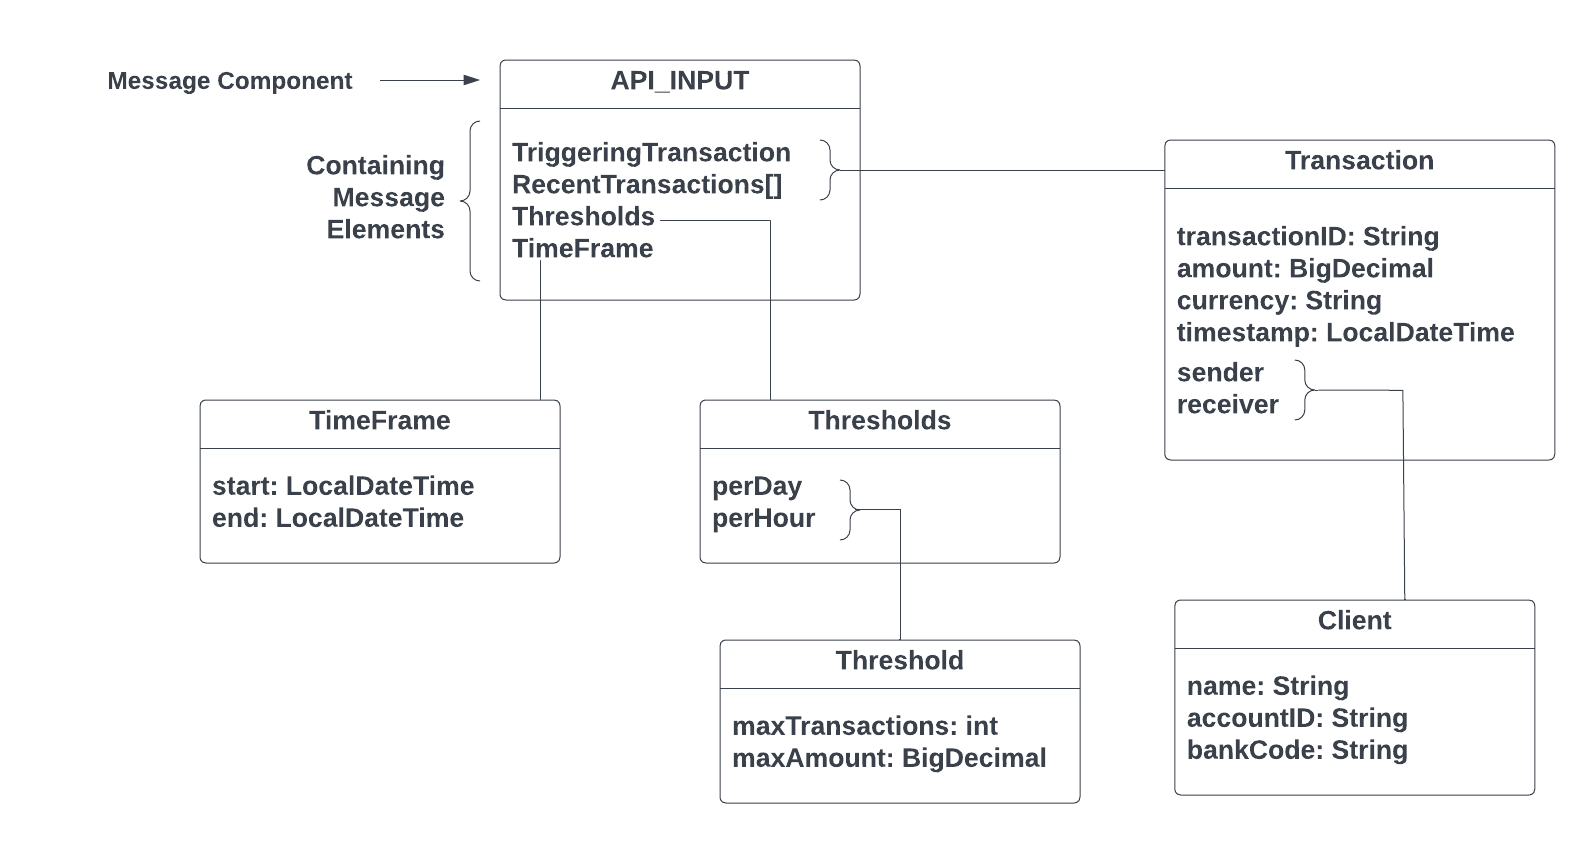 Message Component
API_INPUT
Containing
Message
Elements
TriggeringTransaction
RecentTransactions[]
Thresholds
TimeFrame
Transaction
transactionID: String
amount: BigDecimal
currency: String
timestamp: LocalDateTime
sender
receiver
TimeFrame
start: LocalDateTime
end: LocalDateTime
Thresholds
perDay
perHour
Threshold
maxTransactions: int
maxAmount: BigDecimal
Client
name: String
accountID: String
bankCode: String